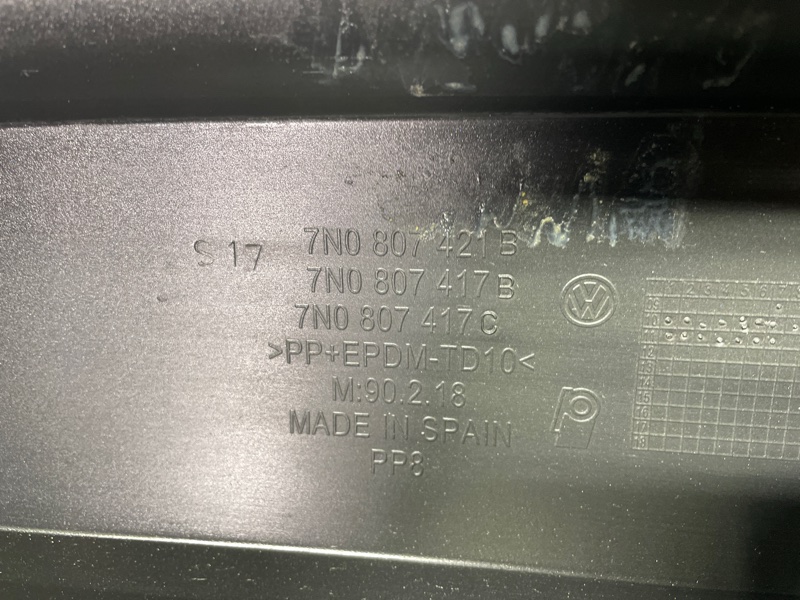 S 17 7N0 807 421 B
7N0 807 417 B
7N0 807 417 C
>PP+EPDM-TD10<
M:90.2.18
MADE IN SPAIN
PP8